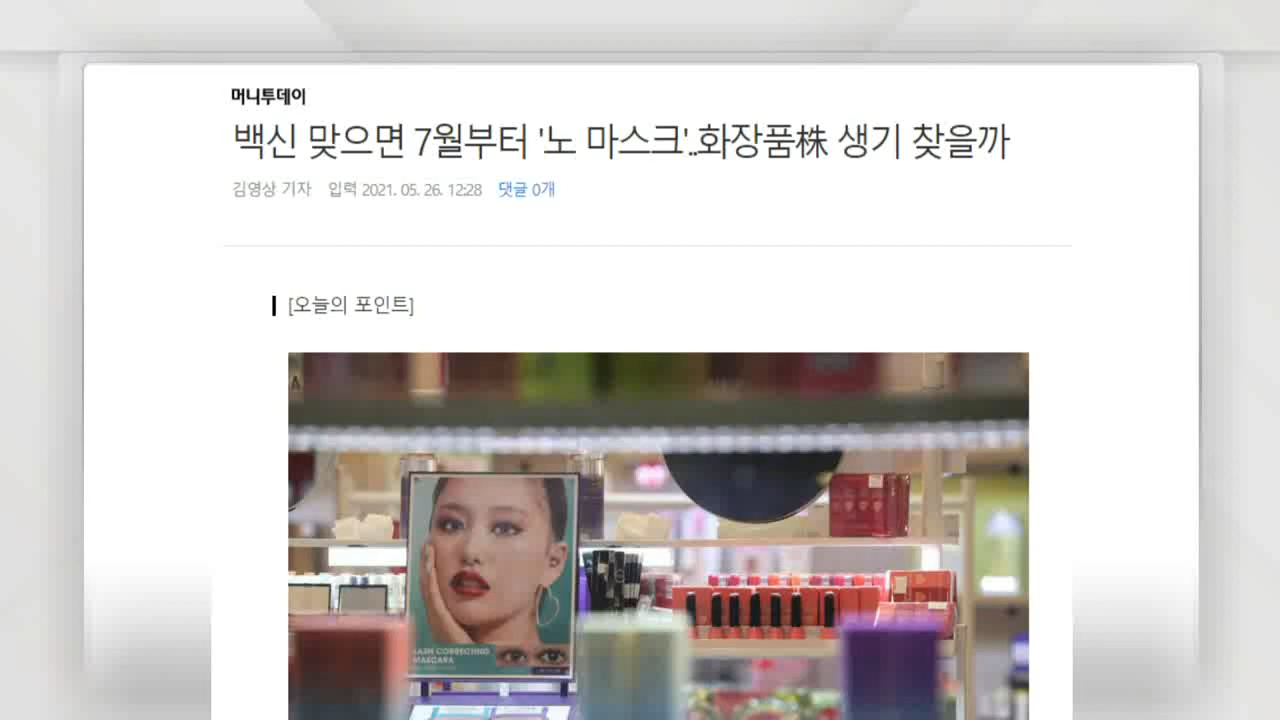 머니투데이
백신 맞으면 7월부터 '노 마스크'..화장품株 생기 찾을까
김영상 기자 입력 2021. 05. 26. 12:28 댓글 0개
[오늘의 포인트]
LASH CORRECTING
MASCARA